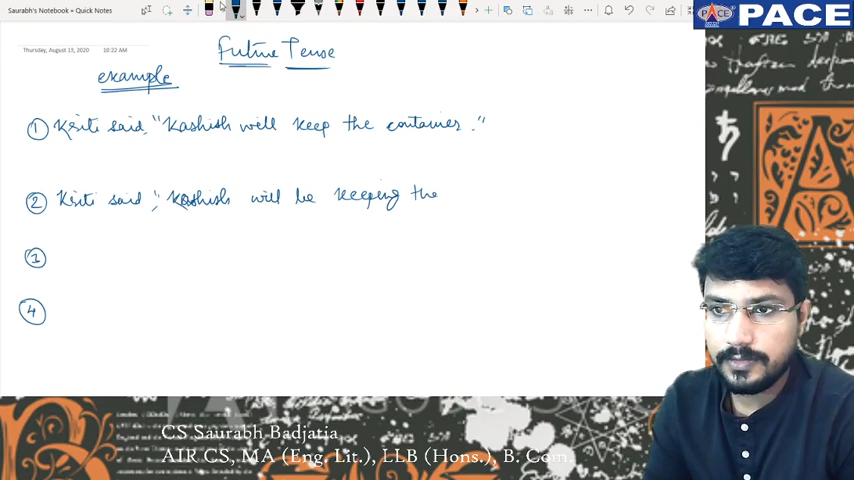 Saurabh's Notebook » Quick Notes
PACE
Thursday, August 13, 2020 10:22 AM
Future Tense
example
① Kriti said, "Kashish will keep the container."
② Kriti said, "Kashish will be keeping the
③
④
CS Saurabh Badjatia
AIR CS, MA (Eng. Lit.), LLB (Hons.), B. Com.